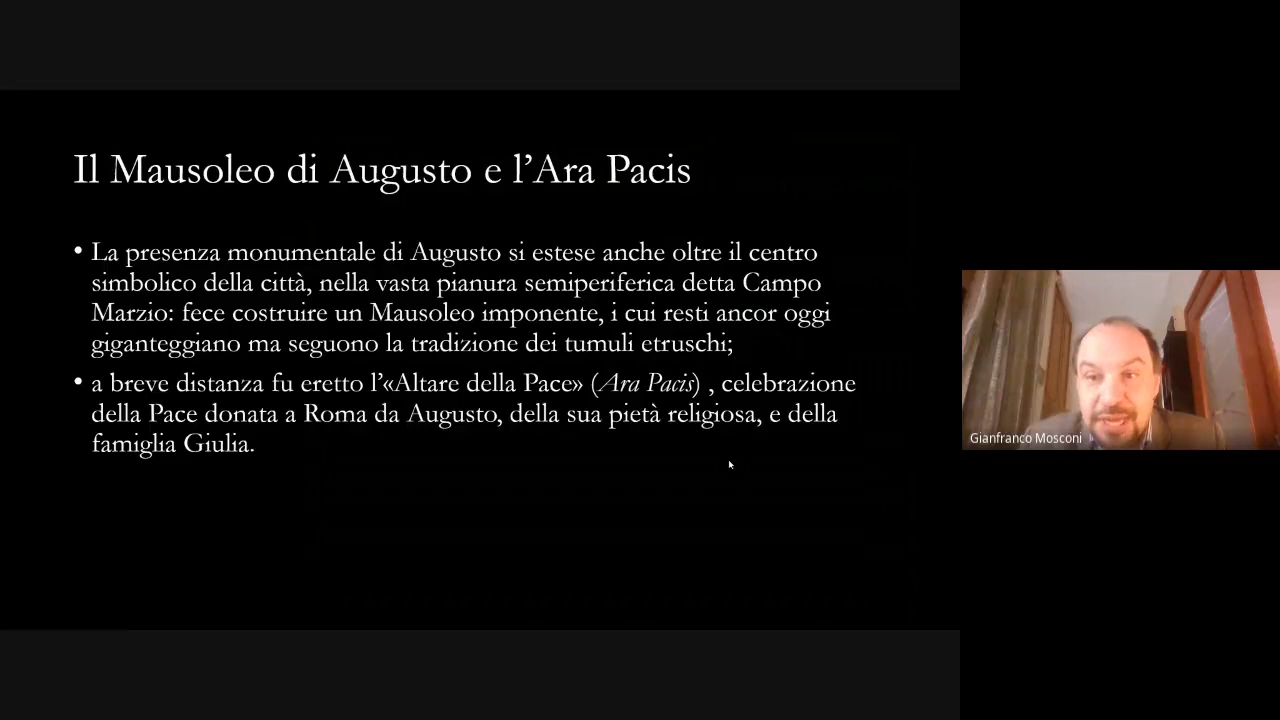 Il Mausoleo di Augusto e l’Ara Pacis
• La presenza monumentale di Augusto si estese anche oltre il centro
simbolico della città, nella vasta pianura semiperiferica detta Campo
Marzio: fece costruire un Mausoleo imponente, i cui resti ancor oggi
giganteggiano ma seguono la tradizione dei tumuli etruschi;
• a breve distanza fu eretto l’«Altare della Pace» (Ara Pacis) , celebrazione
della Pace donata a Roma da Augusto, della sua pietà religiosa, e della
famiglia Giulia.
Gianfranco Mosconi